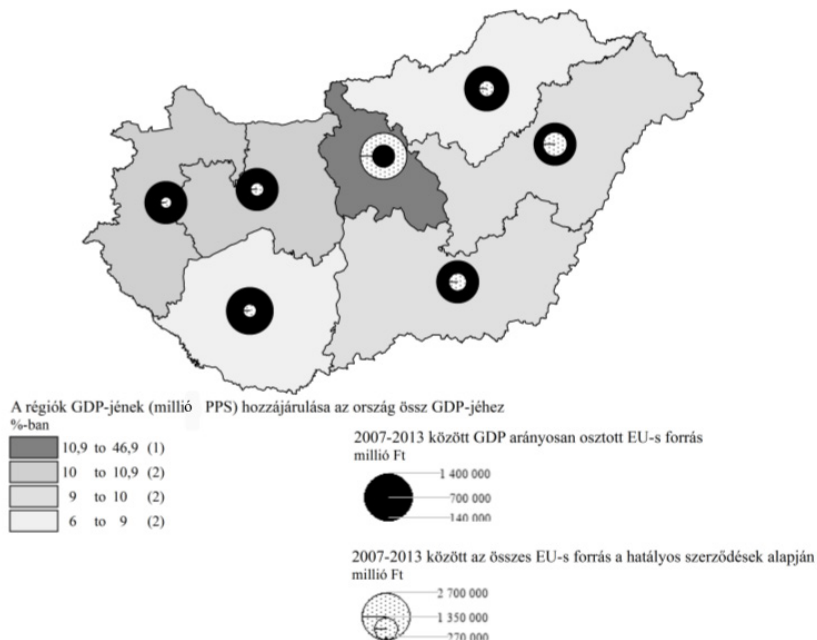 A régiók GDP-jének (millió PPS) hozzájárulása az ország össz GDP-jéhez
%-ban
10,9 to 46,9 (1)
10 to 10,9 (2)
9 to 10 (2)
6 to 9 (2)
2007-2013 között GDP arányosan osztott EU-s forrás
millió Ft
1 400 000
700 000
140 000
2007-2013 között az összes EU-s forrás a hatályos szerződések alapján
millió Ft
2 700 000
1 350 000
270 000